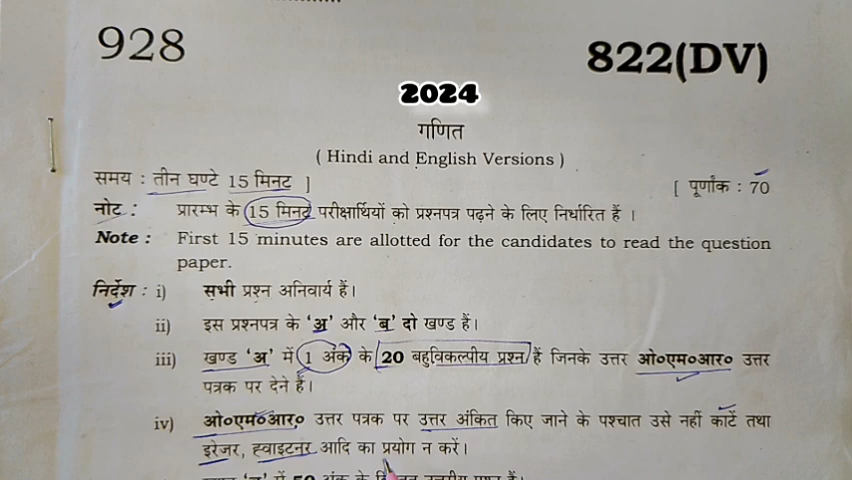 928
822(DV)
2024
गणित
( Hindi and English Versions )
समय : तीन घण्टे 15 मिनट ]
[ पूर्णांक : 70
नोट : प्रारम्भ के 15 मिनट परीक्षार्थियों को प्रश्नपत्र पढ़ने के लिए निर्धारित हैं ।
Note : First 15 minutes are allotted for the candidates to read the question
paper.
निर्देश : i) सभी प्रश्न अनिवार्य हैं।
ii) इस प्रश्नपत्र के ‘अ’ और ‘ब’ दो खण्ड हैं।
iii) खण्ड ‘अ’ में 1 अंक के 20 बहुविकल्पीय प्रश्न हैं जिनके उत्तर ओ०एम०आर० उत्तर
पत्रक पर देने हैं।
iv) ओ०एम०आर० उत्तर पत्रक पर उत्तर अंकित किए जाने के पश्चात उसे नहीं काटें तथा
इरेजर, ह्वाइटनर आदि का प्रयोग न करें।
में 50 अंक के